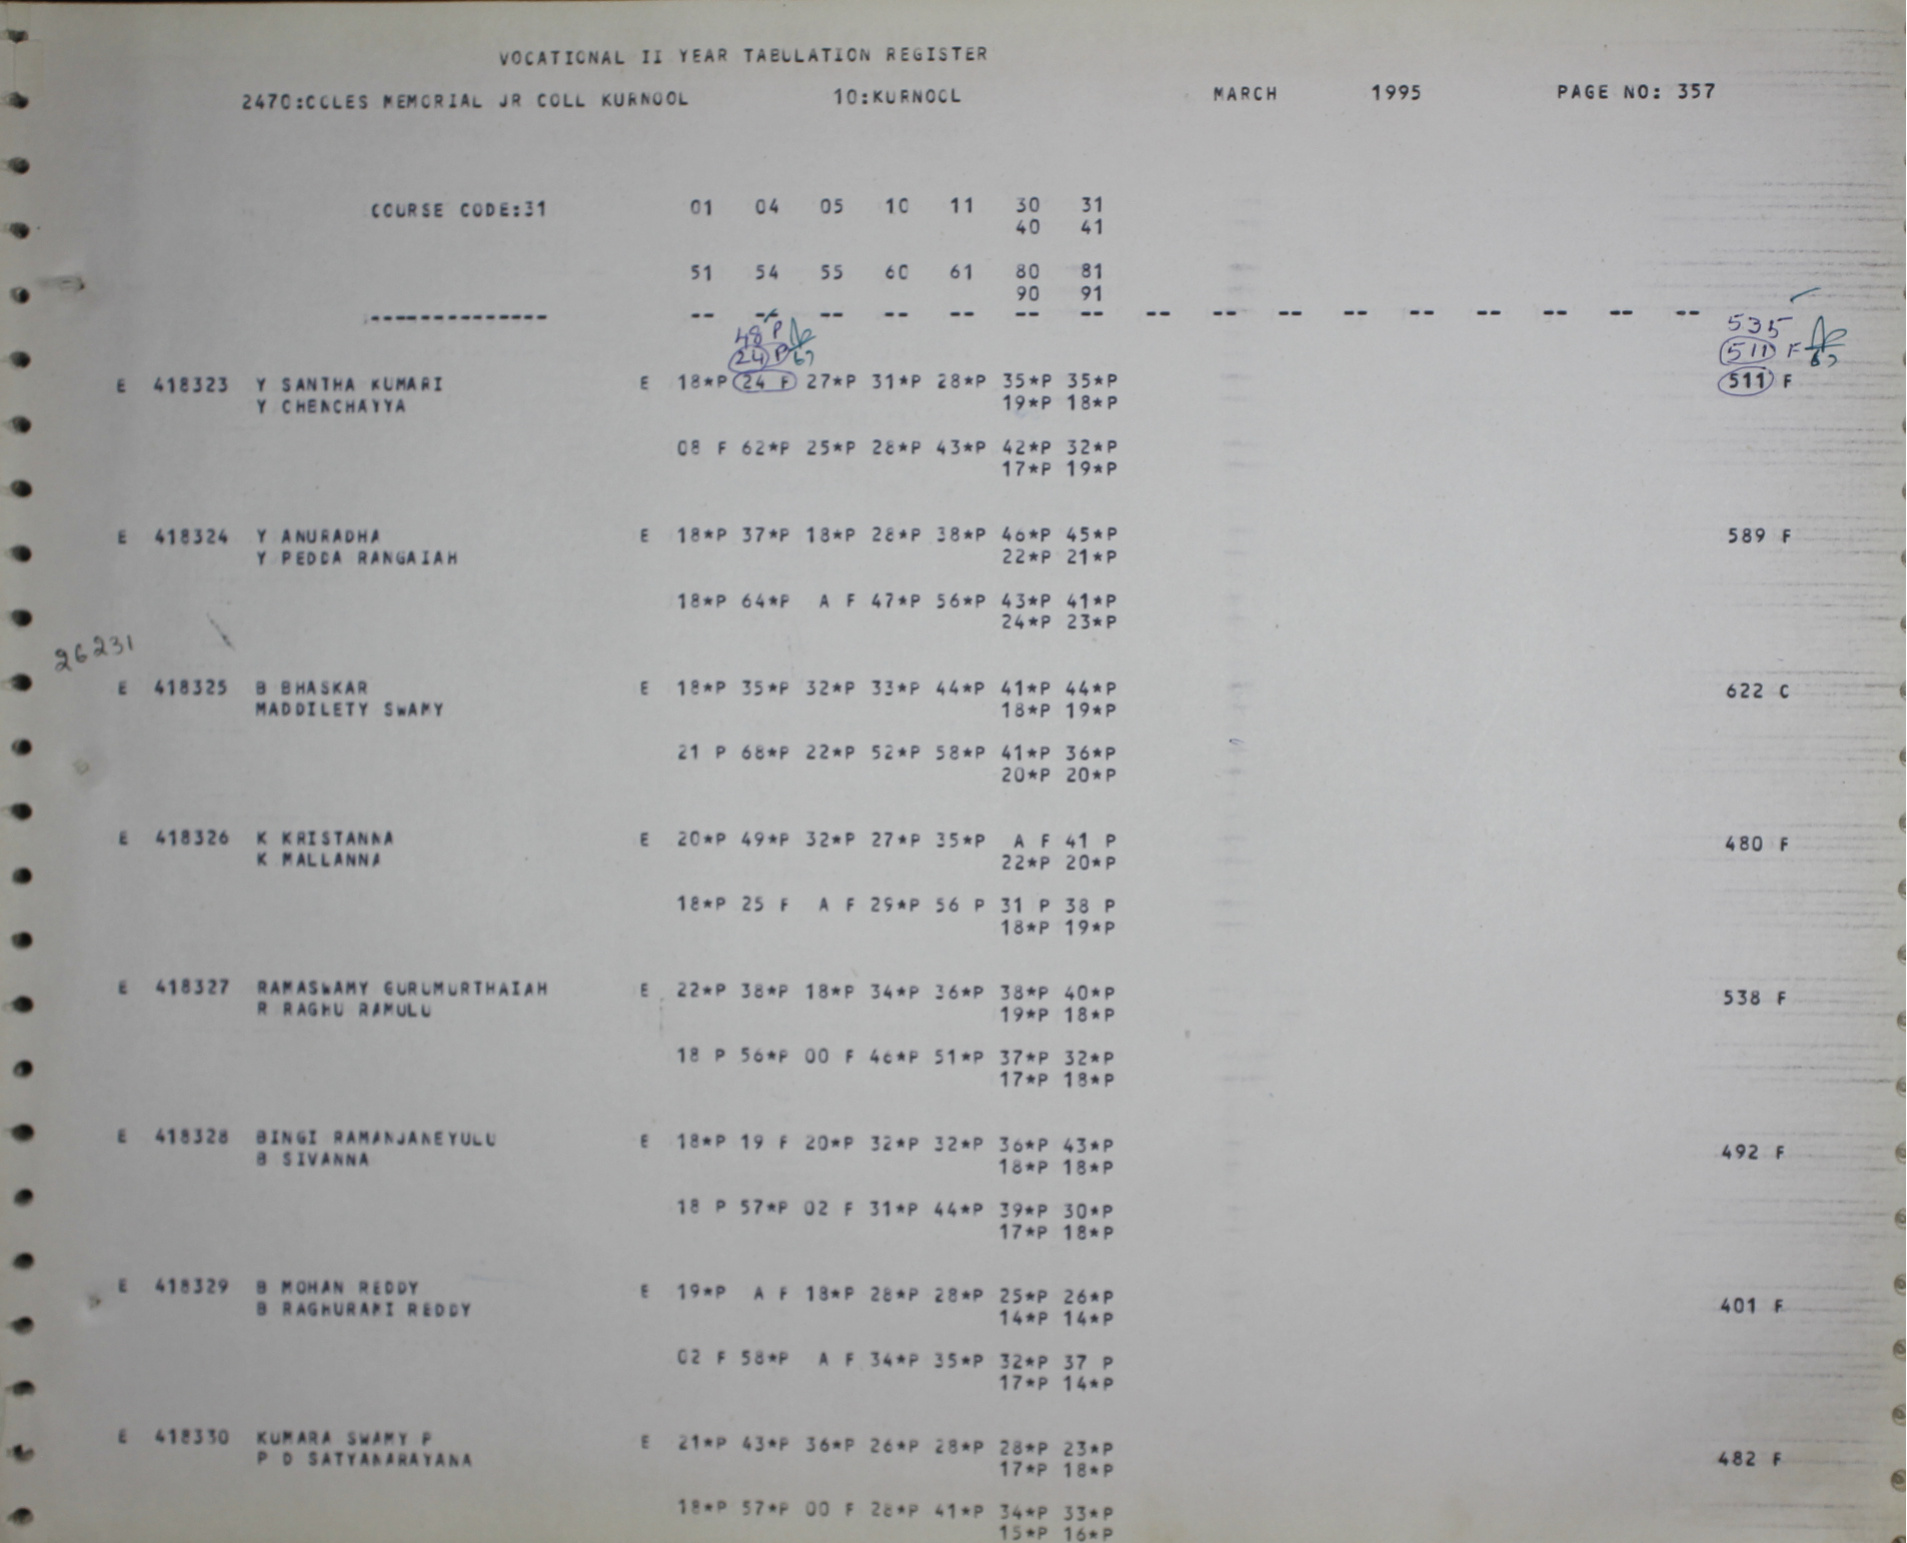 VOCATIONAL II YEAR TABULATION REGISTER
2470:COLES MEMORIAL JR COLL KURNOOL 10:KURNOOL MARCH 1995 PAGE NO: 357
COURSE CODE:31 01 04 05 10 11 30 31
40 41
51 54 55 60 61 80 81
90 91
-------------- -- -- -- -- -- -- -- -- -- -- -- -- -- -- -- --
48 P 535
24 P 511 F
E 418323 Y SANTHA KUMARI E 18*P 24 F 27*P 31*P 28*P 35*P 35*P 511 F
Y CHENCHAYYA 19*P 18*P
08 F 62*P 25*P 28*P 43*P 42*P 32*P
17*P 19*P
E 418324 Y ANURADHA E 18*P 37*P 18*P 28*P 38*P 46*P 45*P 589 F
Y PEDDA RANGAIAH 22*P 21*P
18*P 64*P A F 47*P 56*P 43*P 41*P
24*P 23*P
26231
E 418325 B BHASKAR E 18*P 35*P 32*P 33*P 44*P 41*P 44*P 622 C
MADDILETY SWAMY 18*P 19*P
21 P 68*P 22*P 52*P 58*P 41*P 36*P
20*P 20*P
E 418326 K KRISTANNA E 20*P 49*P 32*P 27*P 35*P A F 41 P 480 F
K MALLANNA 22*P 20*P
18*P 25 F A F 29*P 56 P 31 P 38 P
18*P 19*P
E 418327 RAMASWAMY GURUMURTHAIAH E 22*P 38*P 18*P 34*P 36*P 38*P 40*P 538 F
R RAGHU RAMULU 19*P 18*P
18 P 56*P 00 F 46*P 51*P 37*P 32*P
17*P 18*P
E 418328 BINGI RAMANJANEYULU E 18*P 19 F 20*P 32*P 32*P 36*P 43*P 492 F
B SIVANNA 18*P 18*P
18 P 57*P 02 F 31*P 44*P 39*P 30*P
17*P 18*P
E 418329 B MOHAN REDDY E 19*P A F 18*P 28*P 28*P 25*P 26*P 401 F
B RAGHURAMI REDDY 14*P 14*P
02 F 58*P A F 34*P 35*P 32*P 37 P
17*P 14*P
E 418330 KUMARA SWAMY P E 21*P 43*P 36*P 26*P 28*P 28*P 23*P 482 F
P D SATYANARAYANA 17*P 18*P
18*P 57*P 00 F 28*P 41*P 34*P 33*P
15*P 16*P